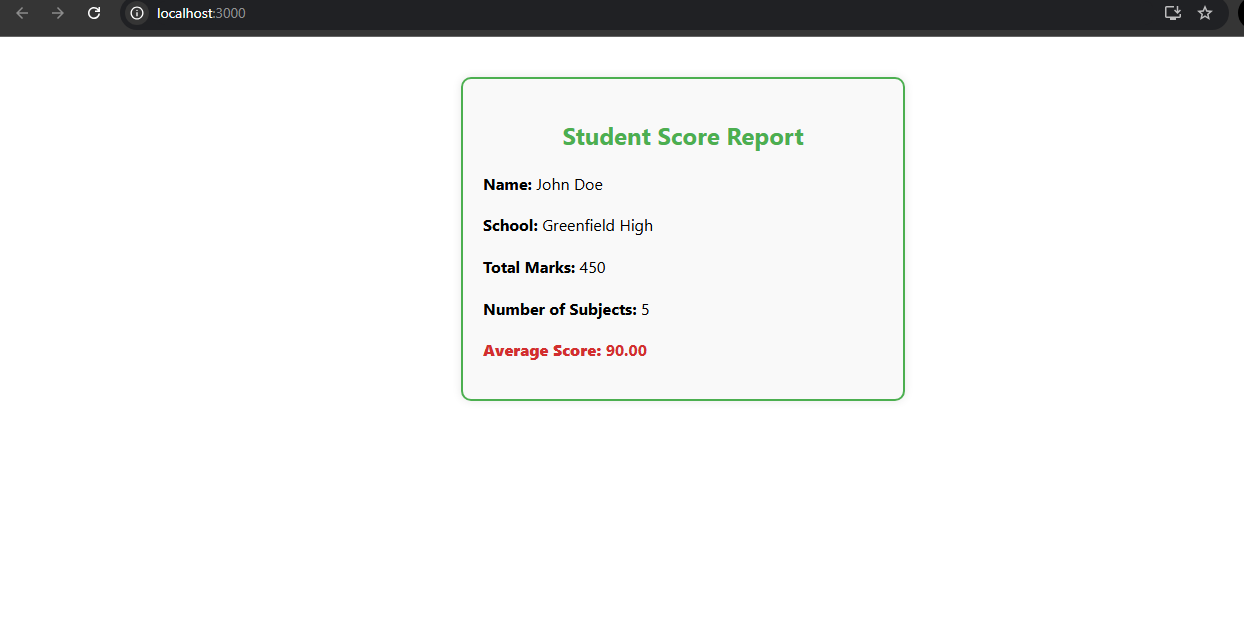 localhost:3000
Student Score Report
Name: John Doe
School: Greenfield High
Total Marks: 450
Number of Subjects: 5
Average Score: 90.00